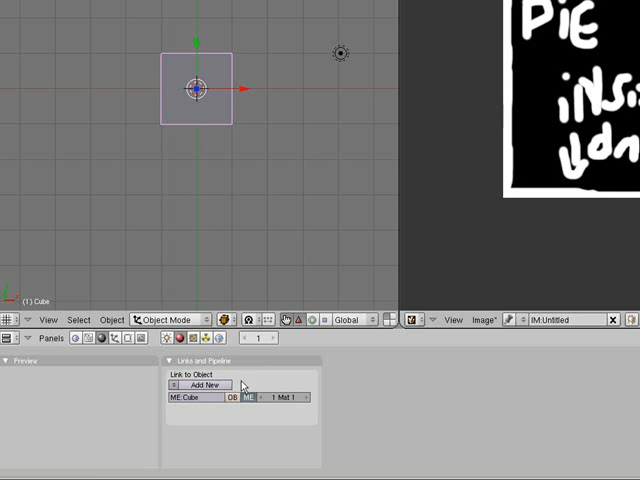 PiE
iNSi
(1) Cube
View Select Object Object Mode Global
View Image* IM:Untitled
Panels 1
Preview
Links and Pipeline
Link to Object
Add New
ME:Cube OB ME 1 Mat 1